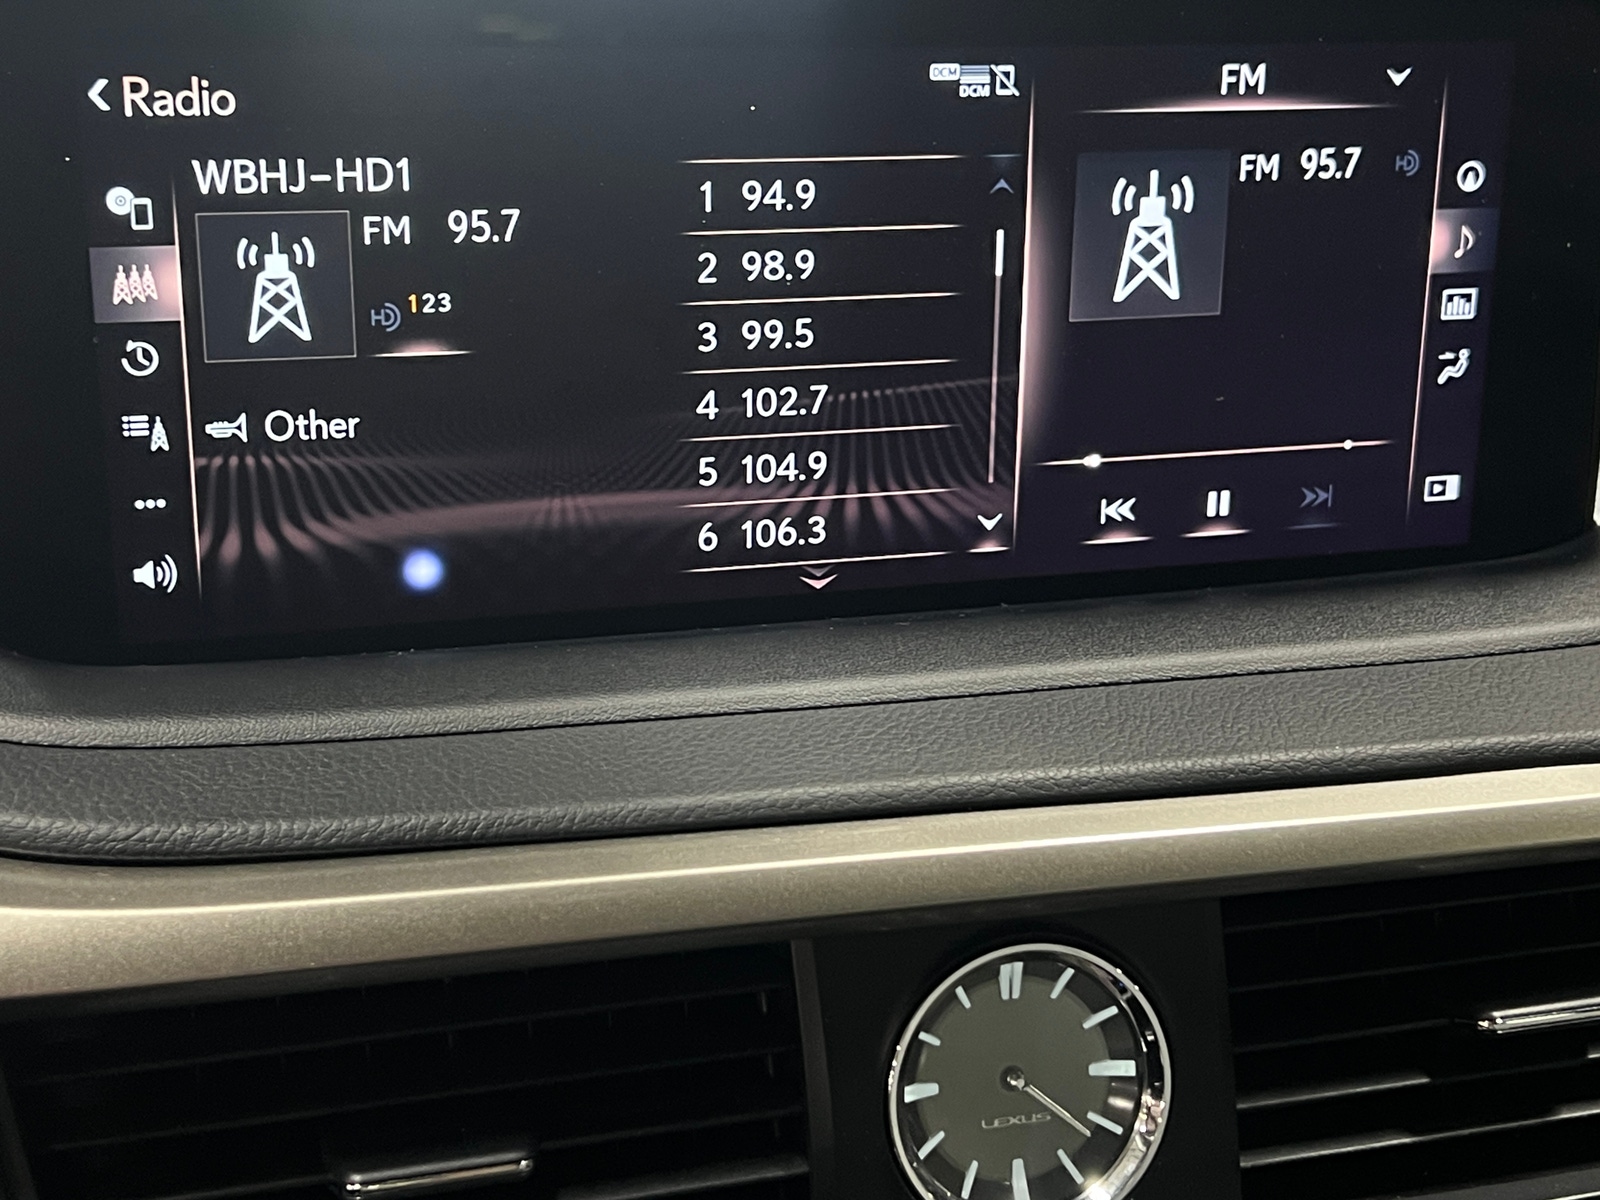 Radio
DCM
DCM
FM
WBHJ-HD1
FM 95.7
HD 123
Other
1 94.9
2 98.9
3 99.5
4 102.7
5 104.9
6 106.3
FM 95.7 HD
LEXUS